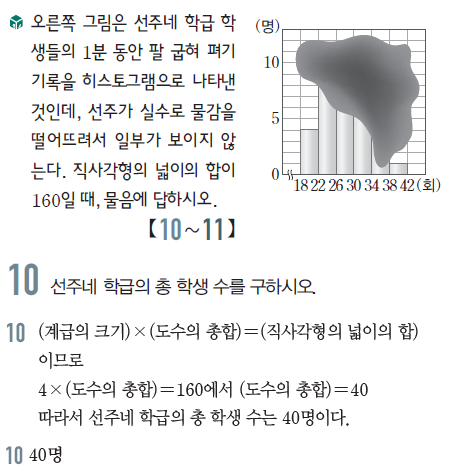 오른쪽 그림은 선주네 학급 학
생들의 1분 동안 팔 굽혀 펴기
기록을 히스토그램으로 나타낸
것인데, 선주가 실수로 물감을
떨어뜨려서 일부가 보이지 않
는다. 직사각형의 넓이의 합이
160일 때, 물음에 답하시오.
【10~11】
(명)
10
5
0
18 22 26 30 34 38 42 (회)
10 선주네 학급의 총 학생 수를 구하시오.
10 (계급의 크기)×(도수의 총합)=(직사각형의 넓이의 합)
이므로
4×(도수의 총합)=160에서 (도수의 총합)=40
따라서 선주네 학급의 총 학생 수는 40명이다.
10 40명